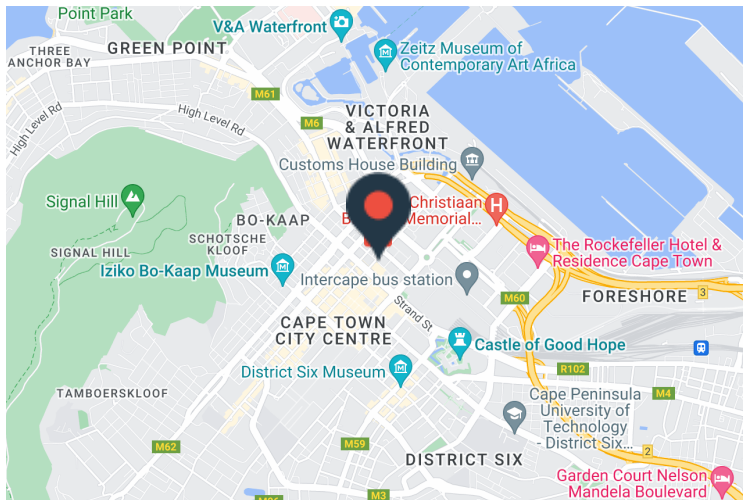 Point Park
V&A Waterfront
THREE
ANCHOR BAY
GREEN POINT
Zeitz Museum of
Contemporary Art Africa
M61
High Level Rd
High Level Rd
M6
VICTORIA
& ALFRED
WATERFRONT
Customs House Building
Signal Hill
Christiaan
Memorial...
H
BO-KAAP
SIGNAL HILL
SCHOTSCHE
KLOOF
The Rockefeller Hotel &
Residence Cape Town
Iziko Bo-Kaap Museum
Intercape bus station
M60
FORESHORE
3
Strand St
CAPE TOWN
CITY CENTRE
Castle of Good Hope
District Six Museum
R102
TAMBOERSKLOOF
M4
Cape Peninsula
University of
Technology
- District Six...
M62
M59
2
DISTRICT SIX
Garden Court Nelson
Mandela Boulevard
M3